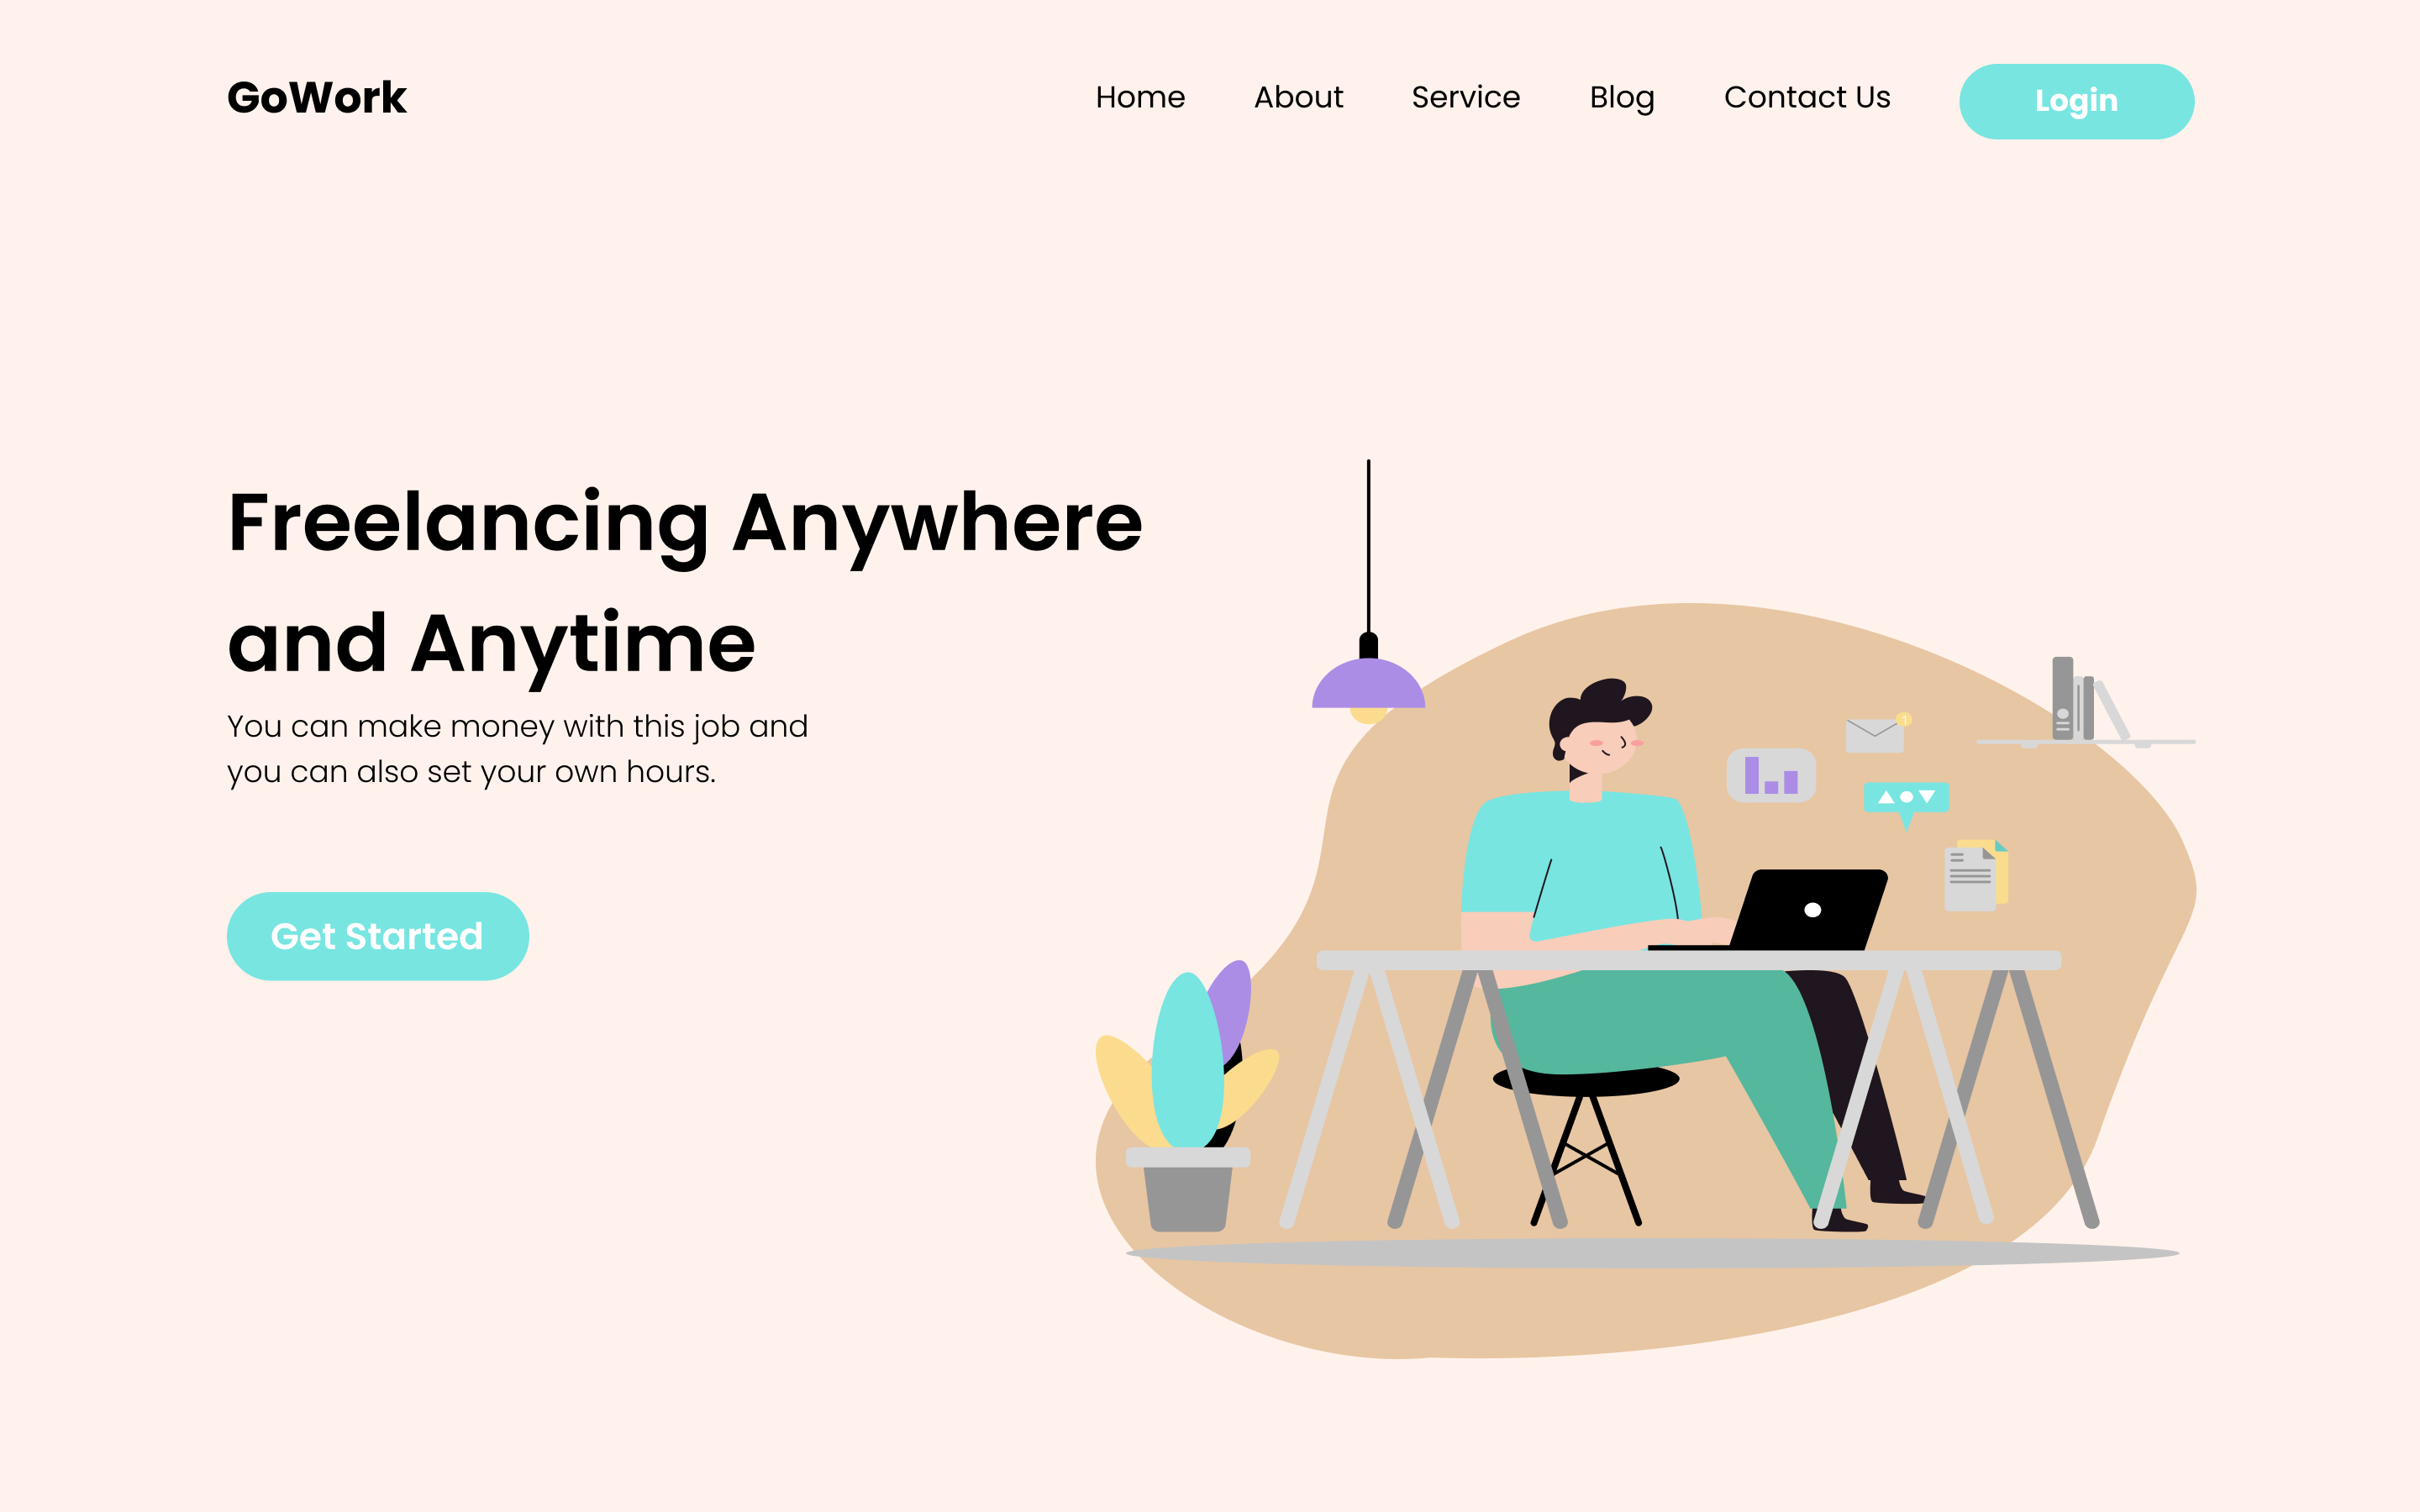 GoWork
Home About Service Blog Contact Us Login
Freelancing Anywhere
and Anytime
You can make money with this job and
you can also set your own hours.
Get Started
1